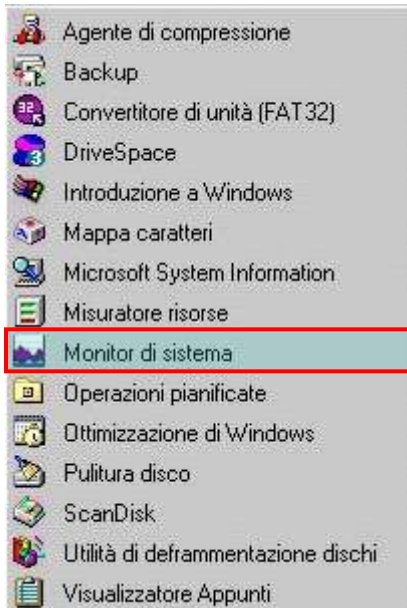 Agente di compressione
Backup
Convertitore di unità (FAT32)
DriveSpace
Introduzione a Windows
Mappa caratteri
Microsoft System Information
Misuratore risorse
Monitor di sistema
Operazioni pianificate
Ottimizzazione di Windows
Pulitura disco
ScanDisk
Utilità di deframmentazione dischi
Visualizzatore Appunti